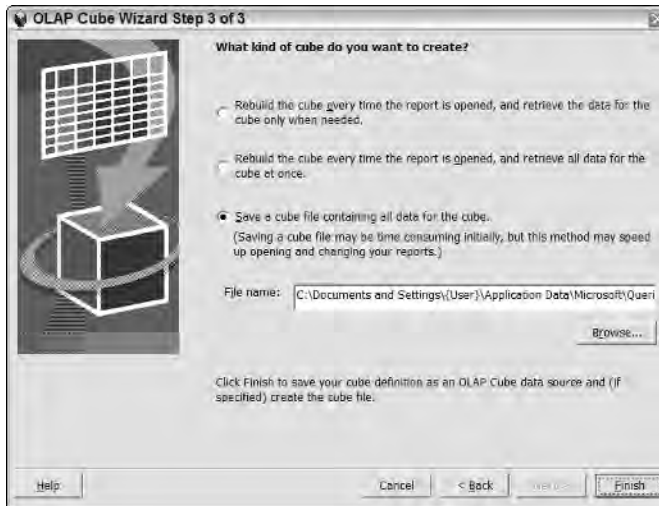 OLAP Cube Wizard Step 3 of 3
What kind of cube do you want to create?
Rebuild the cube every time the report is opened, and retrieve the data for the
cube only when needed.
Rebuild the cube every time the report is opened, and retrieve all data for the
cube at once.
Save a cube file containing all data for the cube.
(Saving a cube file may be time consuming initially, but this method may speed
up opening and changing your reports.)
File name:
C:\Documents and Settings\{User}\Application Data\Microsoft\Queri
Browse...
Click Finish to save your cube definition as an OLAP Cube data source and (if
specified) create the cube file.
Help
Cancel
< Back
Finish